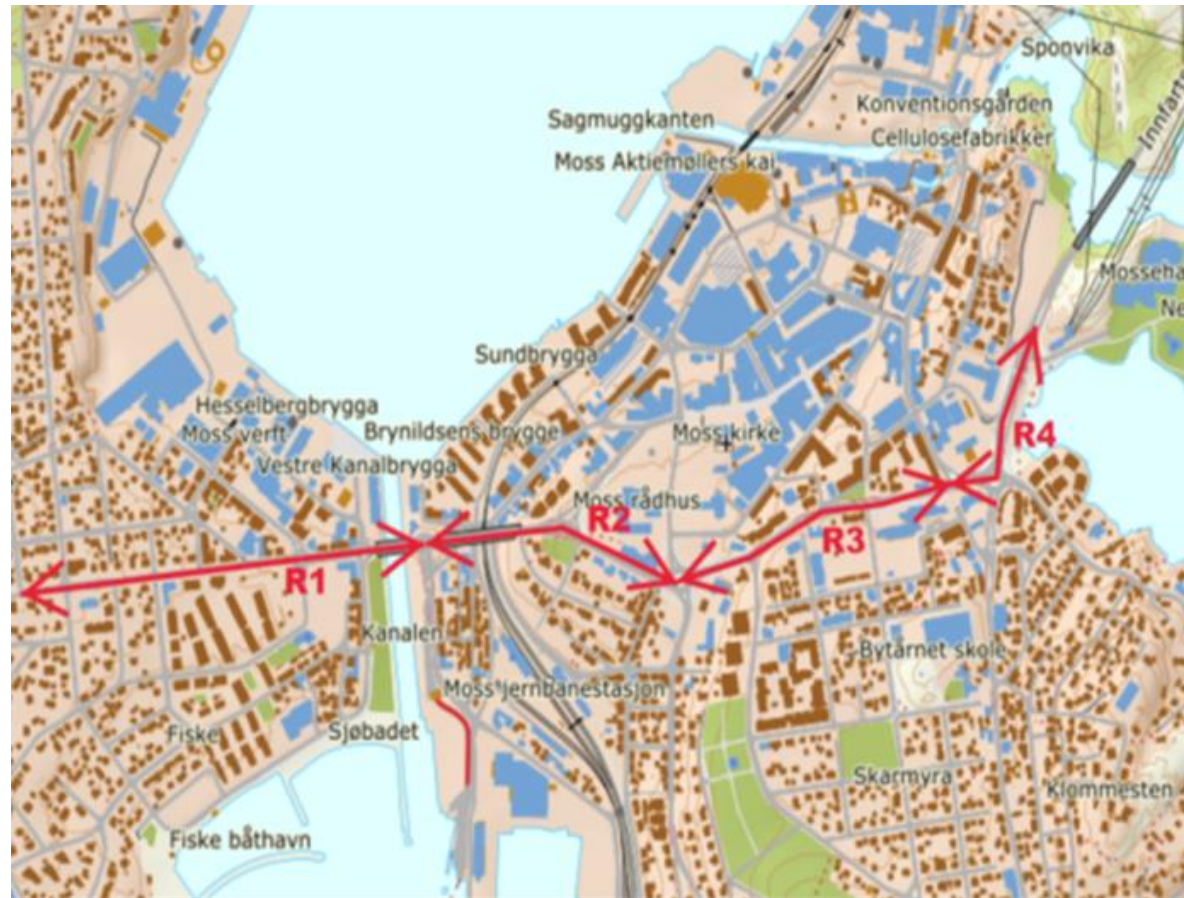 Sponvika
Konventionsgården
Sagmuggkanten
Cellulosefabrikker
Innfarts
Moss Aktiemøllers kai
Mosseha
Ne
Sundbrygga
Hesselbergbrygga
Moss verft
Brynildsens brygge
Moss kirke
R4
Vestre Kanalbrygga
Moss rådhus
R2
R3
R1
Kanalen
Bytårnet skole
Moss jernbanestasjon
Fiske
Sjøbadet
Skarmyra
Klommesten
Fiske båthavn